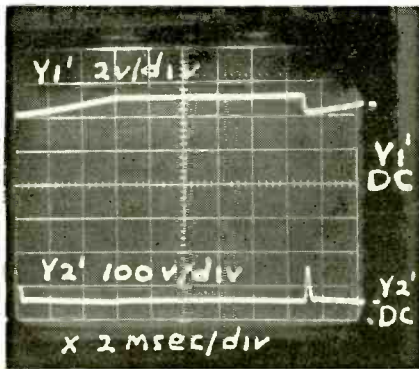 Y1' 2v/div
Y1'
DC
Y2' 100 v/div
Y2'
DC
x 2 msec/div